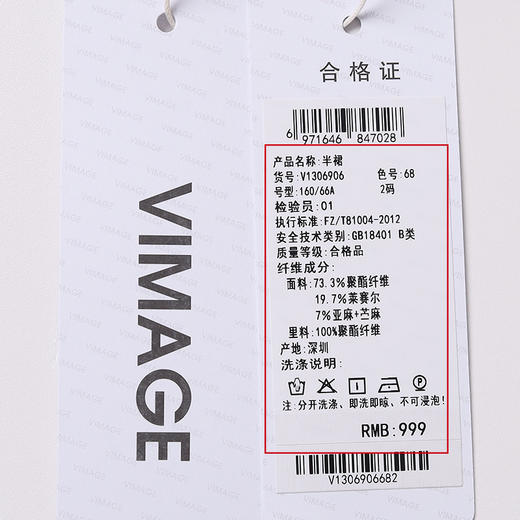 VIMAGE
合格证
6 971646 847028
产品名称:半裙
货号:V1306906 色号:68
号型:160/66A 2码
检验员:01
执行标准:FZ/T81004-2012
安全技术类别:GB18401 B类
质量等级:合格品
纤维成分:
面料:73.3%聚酯纤维
19.7%莱赛尔
7%亚麻+苎麻
里料:100%聚酯纤维
产地:深圳
洗涤说明:
注:分开洗涤、即洗即晾、不可浸泡!
RMB:999
V1306906682